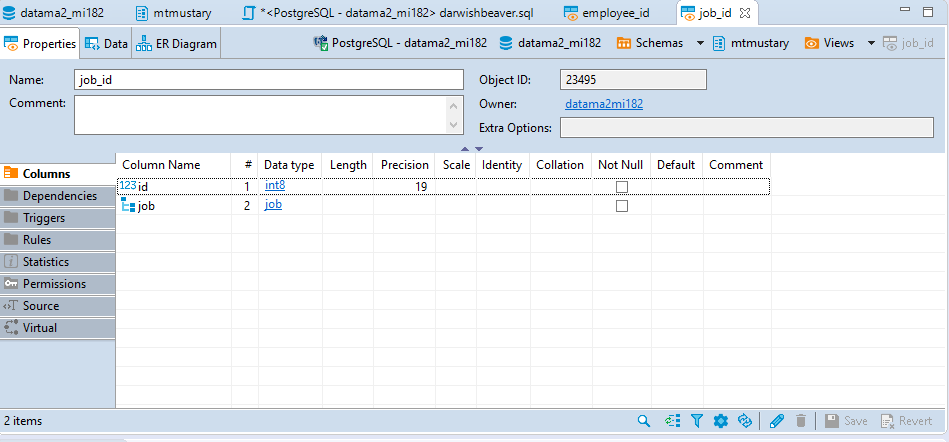 datama2_mi182 mtmustary *<PostgreSQL - datama2_mi182> darwishbeaver.sql employee_id job_id
Properties Data ER Diagram PostgreSQL - datama2_mi182 datama2_mi182 Schemas mtmustary Views job_id
Name: job_id Object ID: 23495
Comment: Owner: datama2mi182
Extra Options:
Columns Column Name # Data type Length Precision Scale Identity Collation Not Null Default Comment
123 id 1 int8 19
Dependencies job 2 job
Triggers
Rules
Statistics
Permissions
Source
Virtual
2 items Save Revert